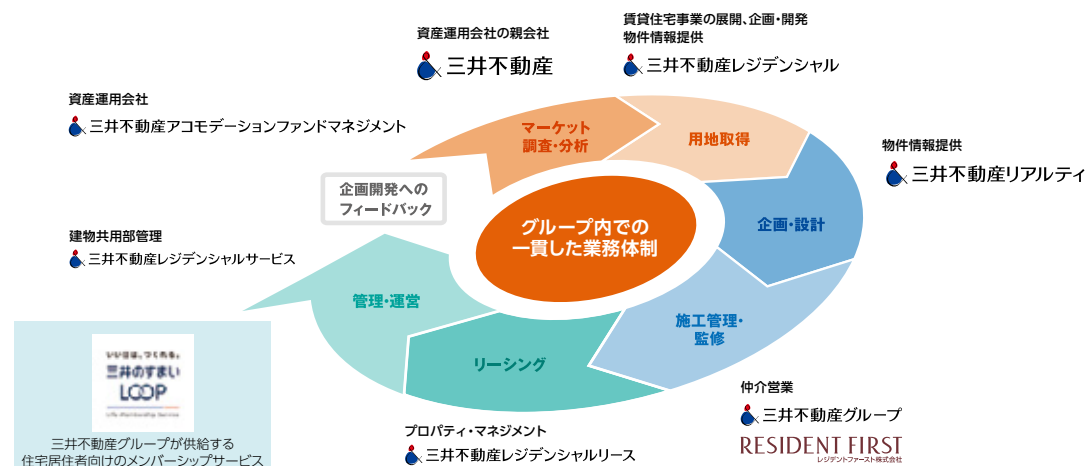 資産運用会社の親会社
三井不動産
賃貸住宅事業の展開、企画・開発
物件情報提供
三井不動産レジデンシャル
資産運用会社
三井不動産アコモデーションファンドマネジメント
マーケット
調査・分析
用地取得
物件情報提供
三井不動産リアルティ
企画開発への
フィードバック
グループ内での
一貫した業務体制
企画・設計
建物共用部管理
三井不動産レジデンシャルサービス
管理・運営
施工管理・
監修
リーシング
いい日は、つくれる。
三井のすまい
LOOP
Life-Partnership Service
三井不動産グループが供給する
住宅居住者向けのメンバーシップサービス
プロパティ・マネジメント
三井不動産レジデンシャルリース
仲介営業
三井不動産グループ
RESIDENT FIRST
レジデントファースト株式会社